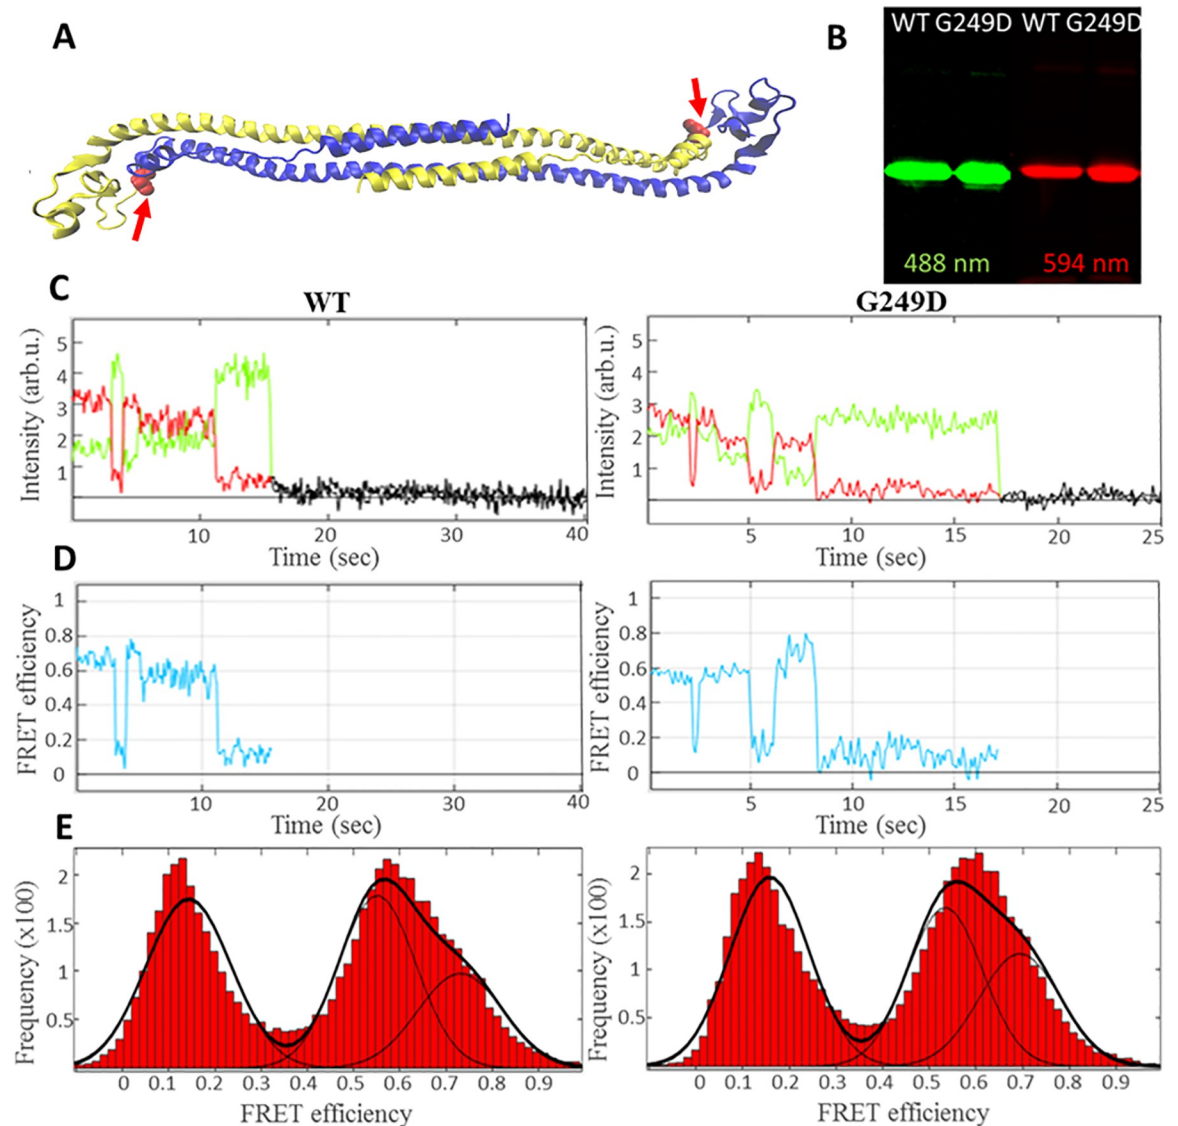 A
B
WT G249D WT G249D
488 nm 594 nm
C
WT
G249D
Intensity (arb.u.)
5
4
3
2
1
10 20 30 40
Time (sec)
Intensity (arb.u.)
5
4
3
2
1
5 10 15 20 25
Time (sec)
D
FRET efficiency
1
0.8
0.6
0.4
0.2
0
10 20 30 40
Time (sec)
FRET efficiency
1
0.8
0.6
0.4
0.2
0
5 10 15 20 25
Time (sec)
E
Frequency (x100)
2
1.5
1
0.5
0 0.1 0.2 0.3 0.4 0.5 0.6 0.7 0.8 0.9
FRET efficiency
Frequency (x100)
2
1.5
1
0.5
0 0.1 0.2 0.3 0.4 0.5 0.6 0.7 0.8 0.9
FRET efficiency